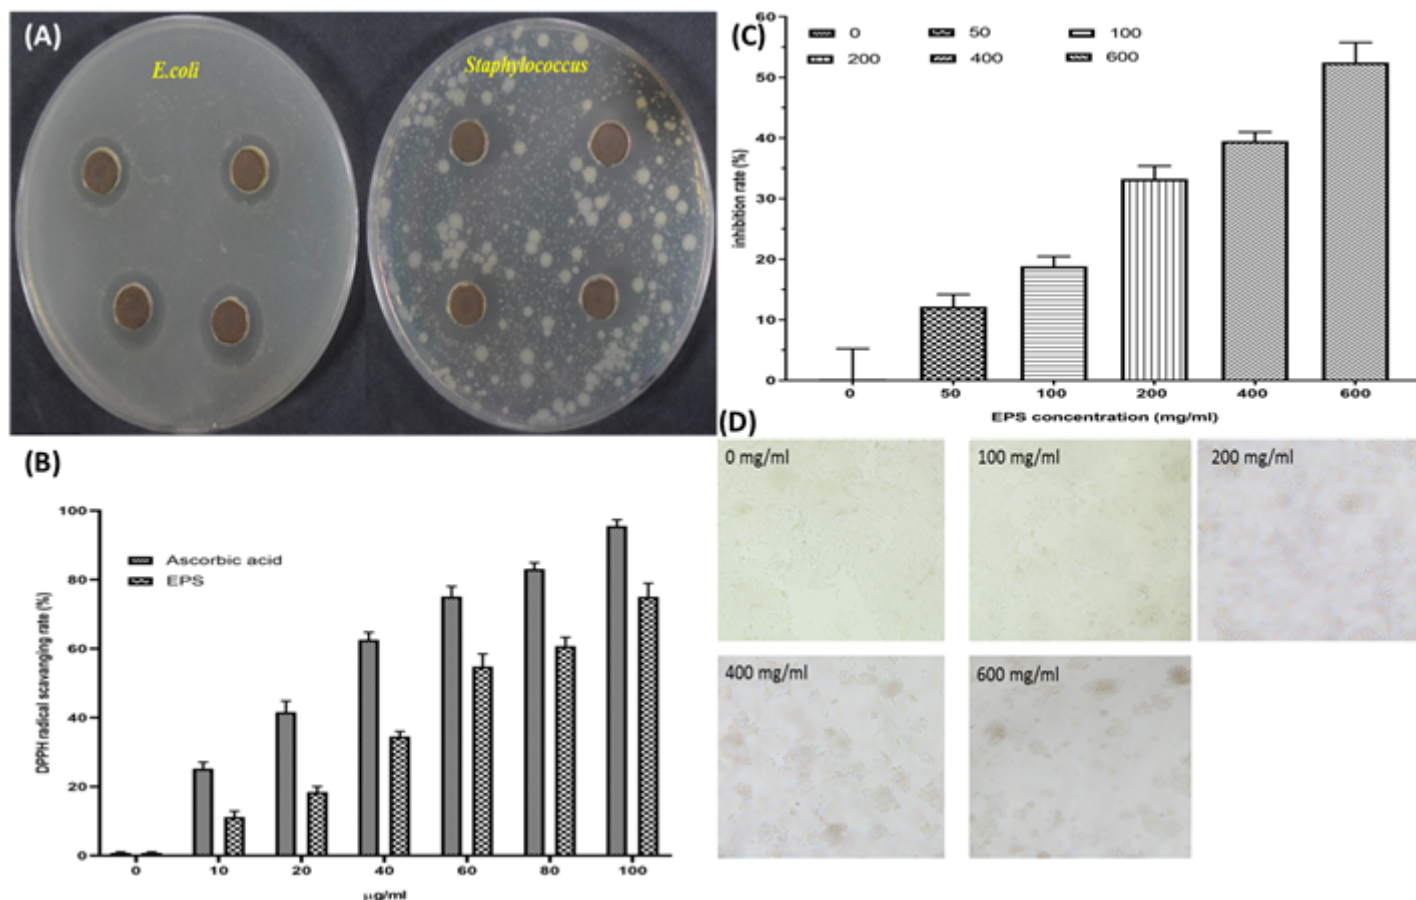 (A)
E.coli
Staphylococcus
(B)
100
80
60
40
20
0
DPPH radical scavanging rate (%)
Ascorbic acid
EPS
0 10 20 40 60 80 100
µg/ml
(C)
60
50
40
30
20
10
0
inhibition rate (%)
0 50 100
200 400 600
0 50 100 200 400 600
EPS concentration (mg/ml)
(D)
0 mg/ml
100 mg/ml
200 mg/ml
400 mg/ml
600 mg/ml